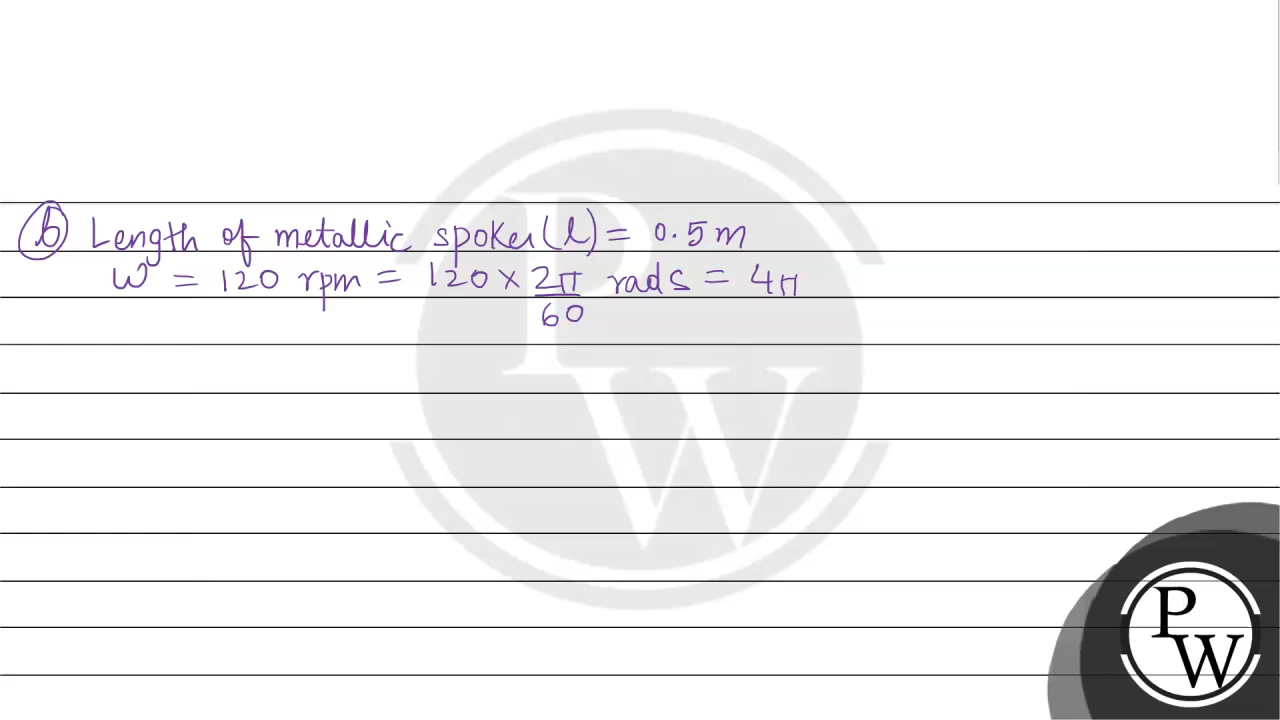 (b) Length of metallic spoker (l) = 0.5 m
W = 120 rpm = 120 × 2π/60 rads = 4π
P
W
P
W